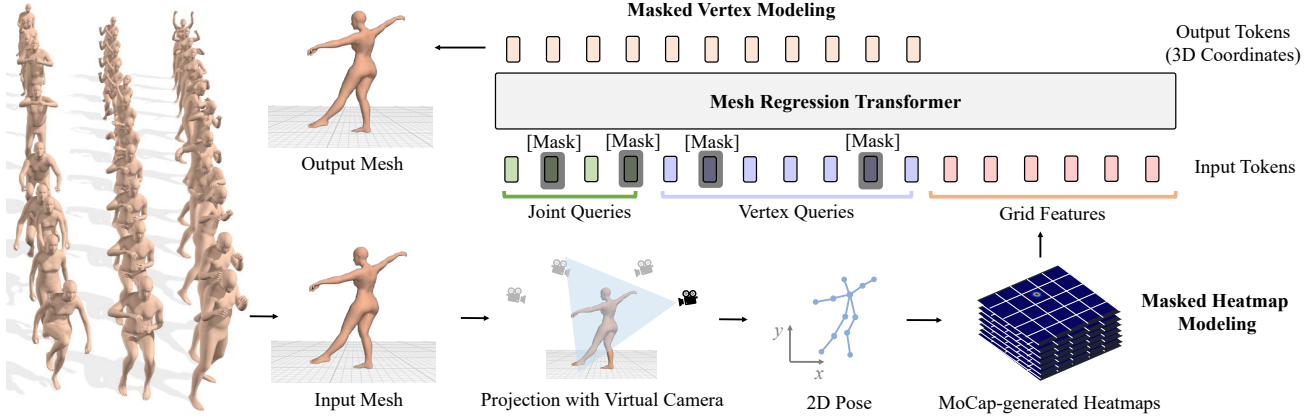 Masked Vertex Modeling
Output Tokens
(3D Coordinates)
Mesh Regression Transformer
Output Mesh
[Mask]
[Mask]
[Mask]
[Mask]
Input Tokens
Joint Queries
Vertex Queries
Grid Features
Masked Heatmap
Modeling
y
x
Input Mesh
Projection with Virtual Camera
2D Pose
MoCap-generated Heatmaps